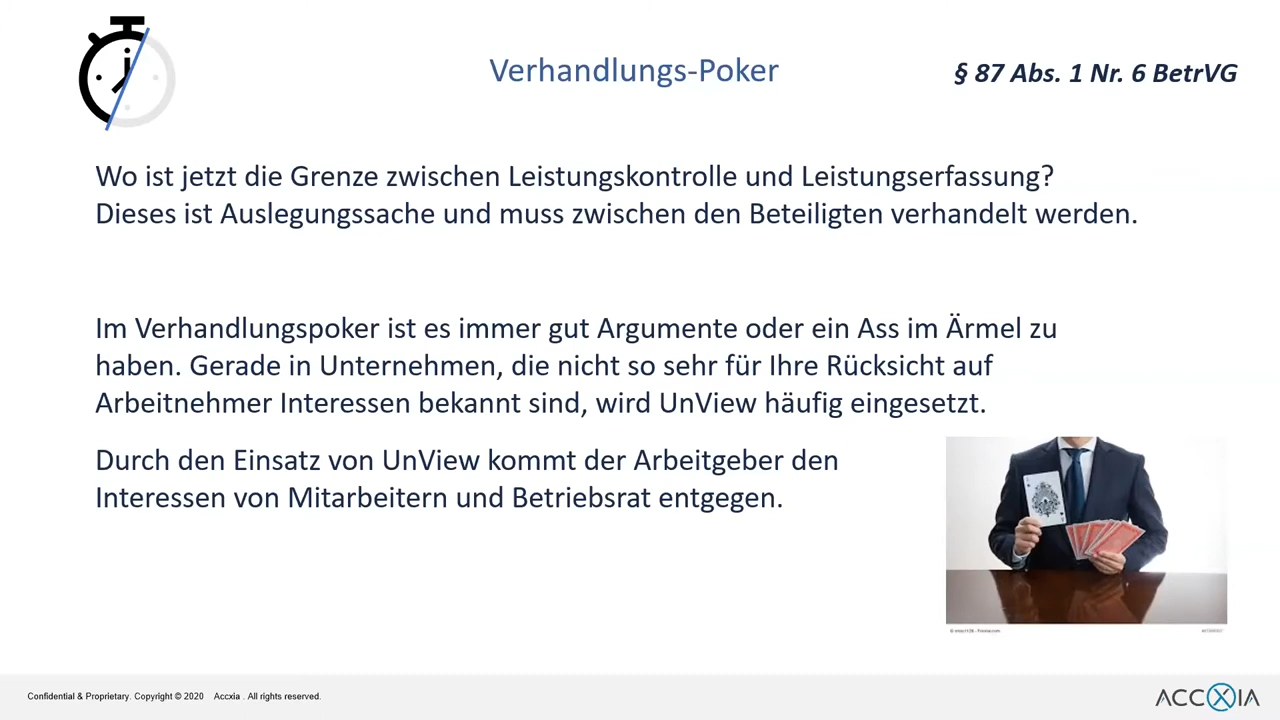 Verhandlungs-Poker
§ 87 Abs. 1 Nr. 6 BetrVG
Wo ist jetzt die Grenze zwischen Leistungskontrolle und Leistungserfassung?
Dieses ist Auslegungssache und muss zwischen den Beteiligten verhandelt werden.
Im Verhandlungspoker ist es immer gut Argumente oder ein Ass im Ärmel zu
haben. Gerade in Unternehmen, die nicht so sehr für Ihre Rücksicht auf
Arbeitnehmer Interessen bekannt sind, wird UnView häufig eingesetzt.
Durch den Einsatz von UnView kommt der Arbeitgeber den
Interessen von Mitarbeitern und Betriebsrat entgegen.
Confidential & Proprietary. Copyright © 2020 Accxia . All rights reserved.
ACCXIA